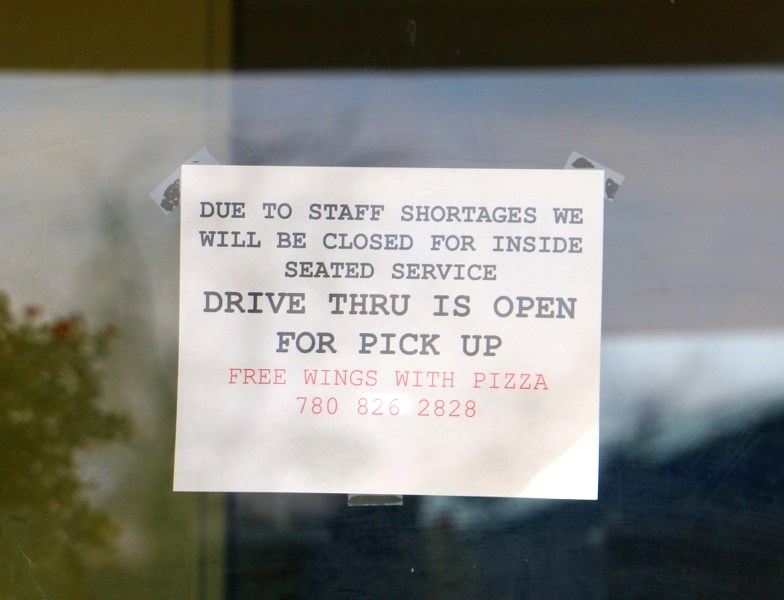 DUE TO STAFF SHORTAGES WE
WILL BE CLOSED FOR INSIDE
SEATED SERVICE
DRIVE THRU IS OPEN
FOR PICK UP
FREE WINGS WITH PIZZA
780 826 2828